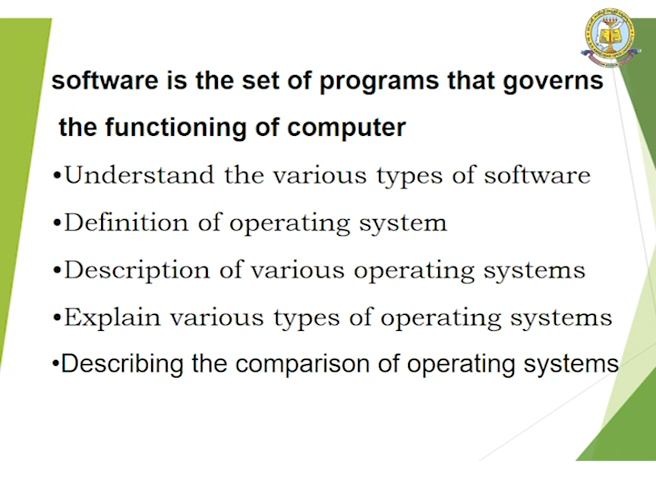 software is the set of programs that governs
the functioning of computer
•Understand the various types of software
•Definition of operating system
•Description of various operating systems
•Explain various types of operating systems
•Describing the comparison of operating systems